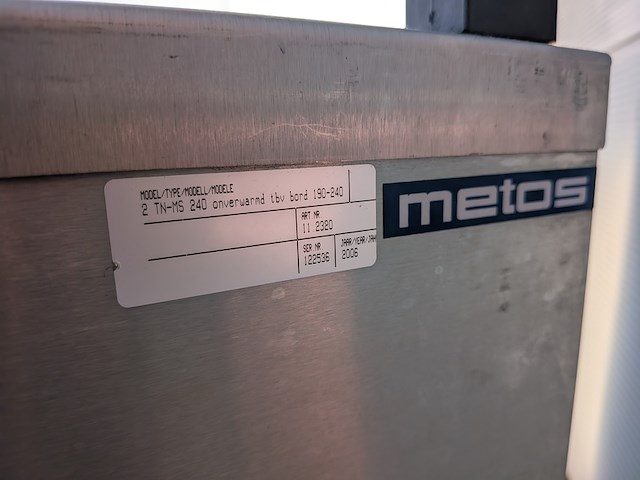 MODEL/TYPE/MODELL/MODELE
2 TN-MS 240 onverwarmd tbv bord 190-240
ART.NR
11 2320
SER NR
122536
JAAR/YEAR/JAH
2006
metos